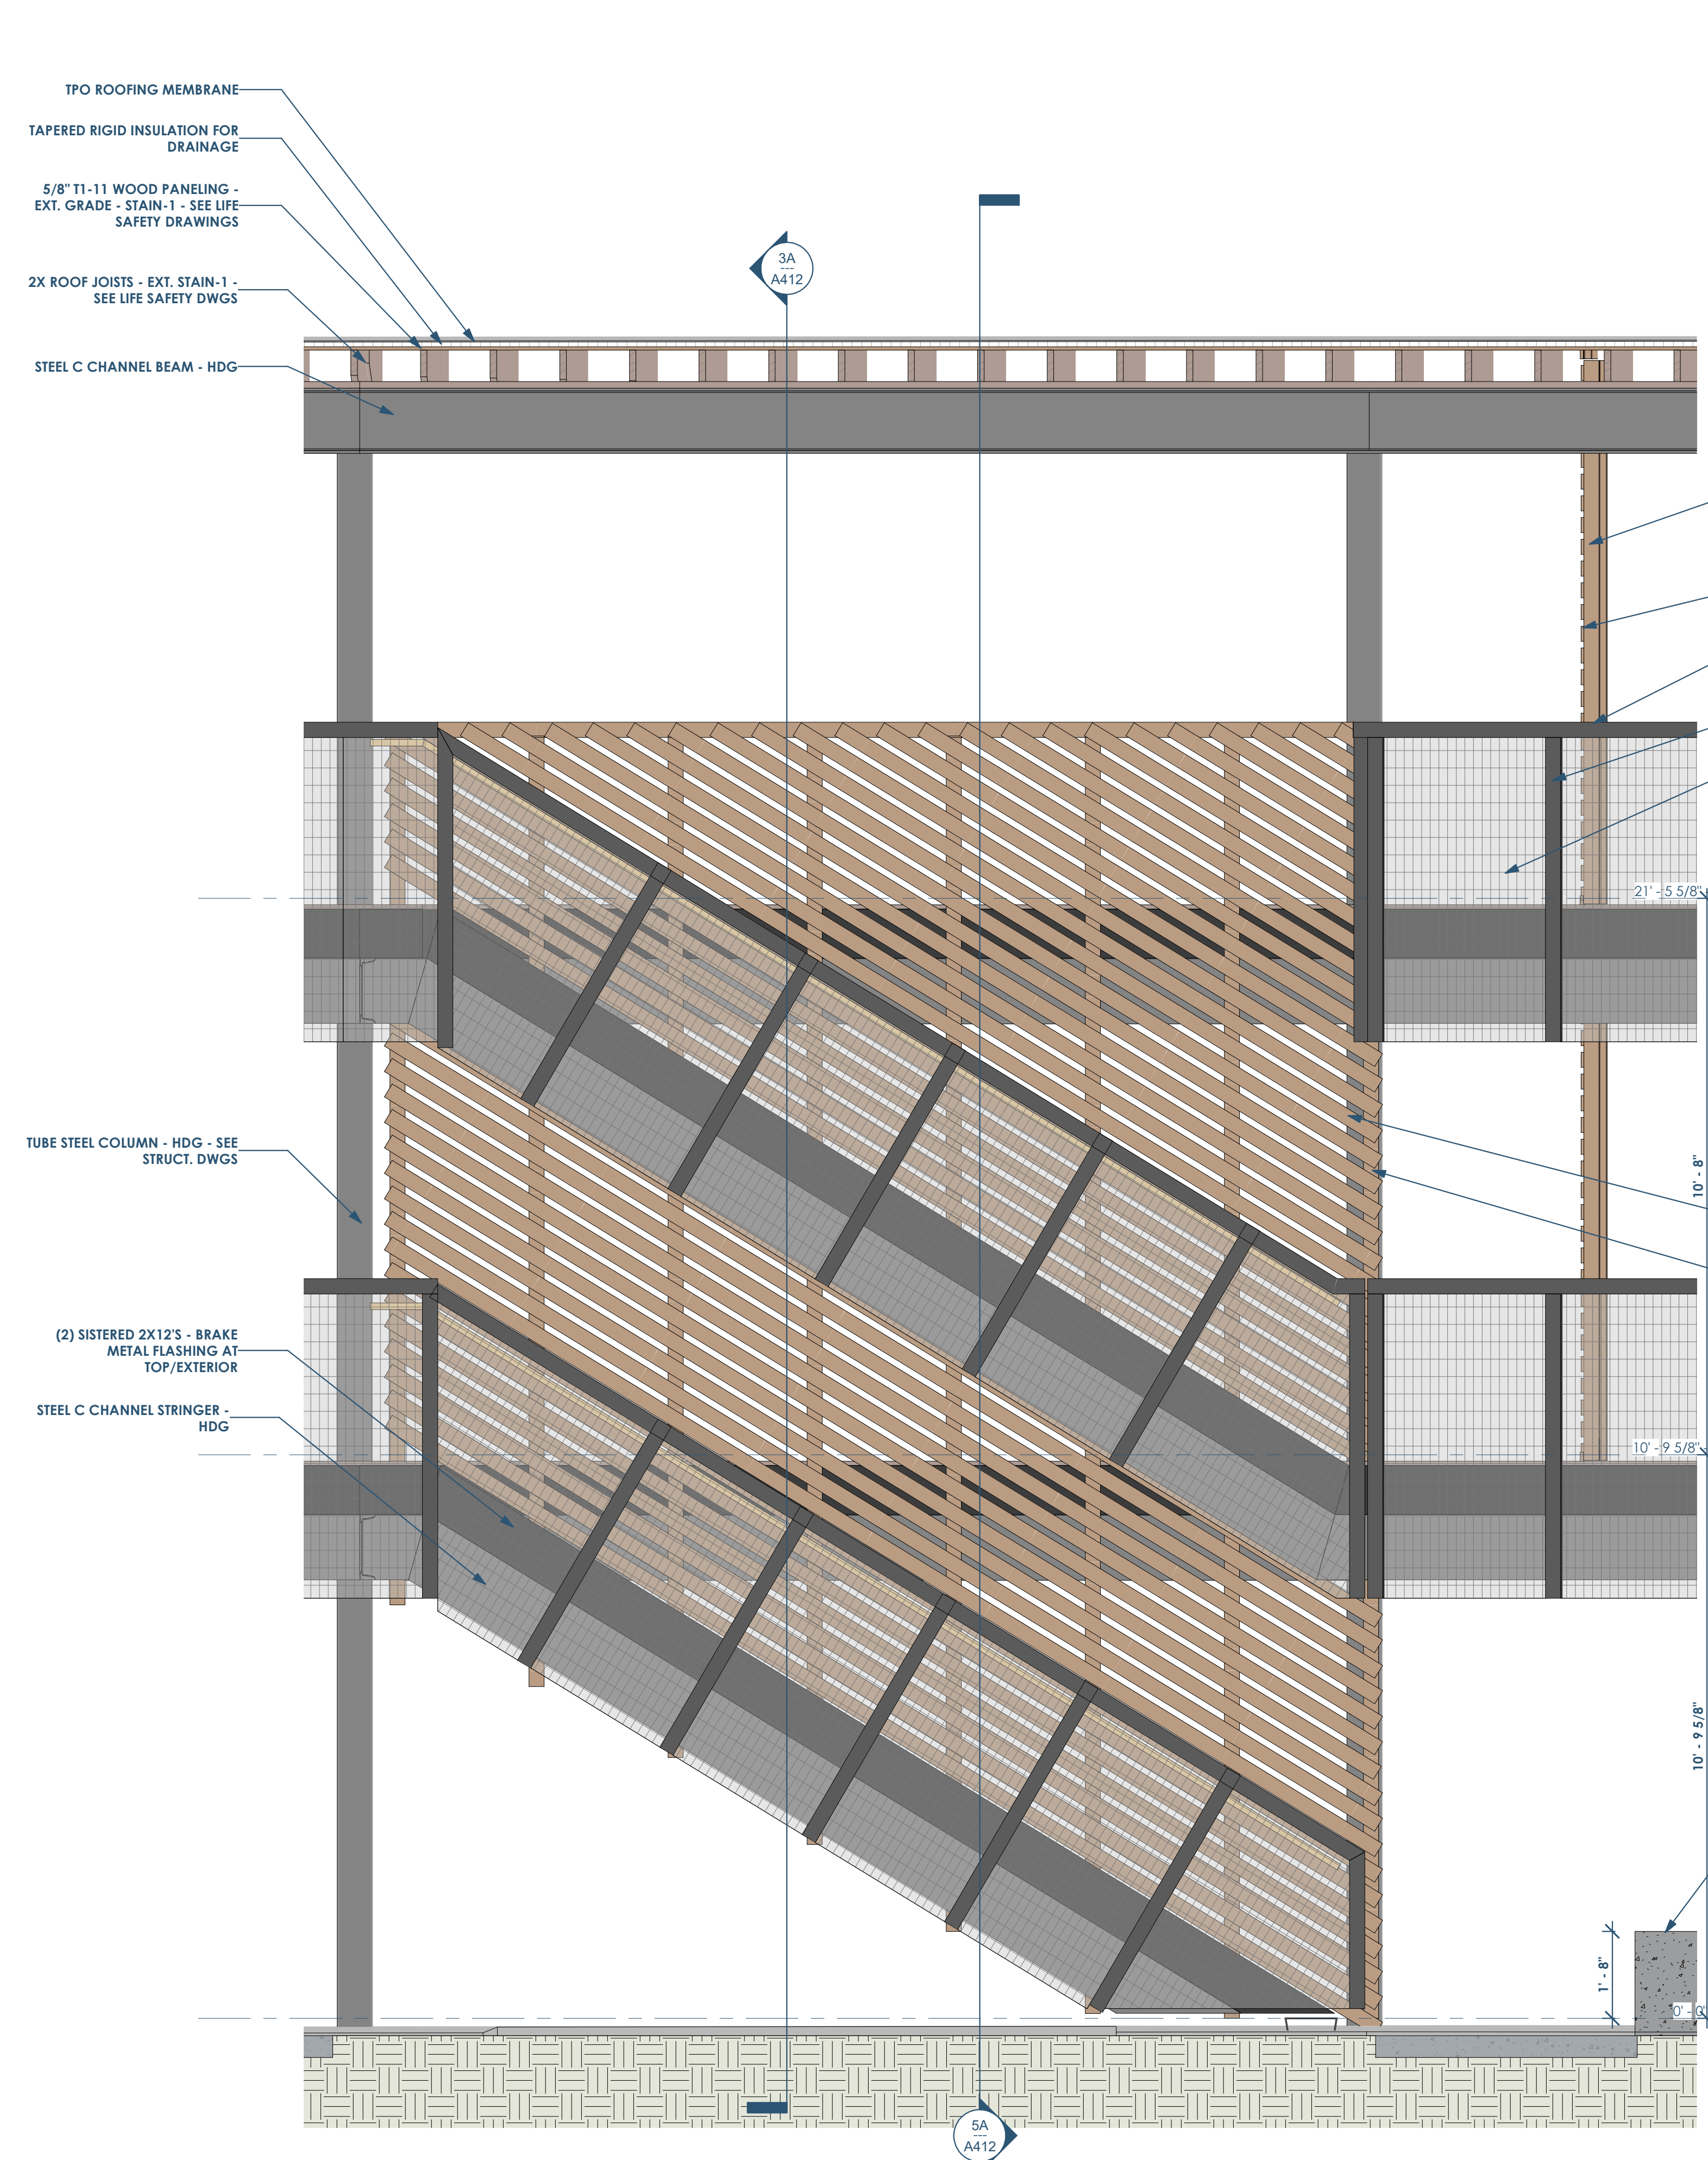 TPO ROOFING MEMBRANE
TAPERED RIGID INSULATION FOR
DRAINAGE
5/8" T1-11 WOOD PANELING -
EXT. GRADE - STAIN-1 - SEE LIFE
SAFETY DRAWINGS
3A
---
A412
2X ROOF JOISTS - EXT. STAIN-1 -
SEE LIFE SAFETY DWGS
STEEL C CHANNEL BEAM - HDG
21' - 5 5/8"
TUBE STEEL COLUMN - HDG - SEE
STRUCT. DWGS
10' - 8"
(2) SISTERED 2X12'S - BRAKE
METAL FLASHING AT
TOP/EXTERIOR
STEEL C CHANNEL STRINGER -
HDG
10' - 9 5/8"
10' - 9 5/8"
1' - 8"
0' - 0"
5A
---
A412